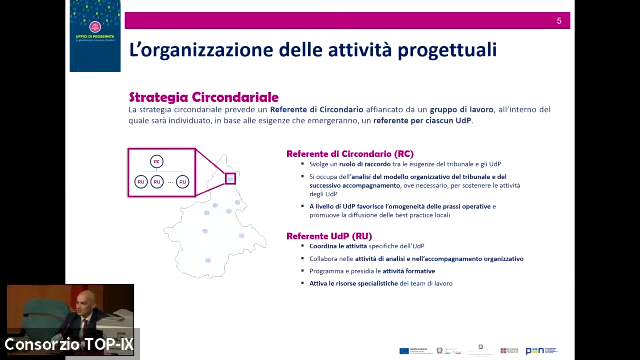 UFFICI DI PROSSIMITÀ
5
L'organizzazione delle attività progettuali
Strategia Circondariale
La strategia circondariale prevede un Referente di Circondario affiancato da un gruppo di lavoro, all'interno del
quale sarà individuato, in base alle esigenze che emergeranno, un referente per ciascun UdP.
RC
RU RU ... RU
Referente di Circondario (RC)
• Svolge un ruolo di raccordo tra le esigenze del tribunale e gli UdP
• Si occupa dell'analisi del modello organizzativo del tribunale e del
successivo accompagnamento, ove necessario, per sostenere le attività
degli UdP
• A livello di UdP favorisce l'omogeneità delle prassi operative e
promuove la diffusione delle best practice locali
Referente UdP (RU)
• Coordina le attività specifiche dell'UdP
• Collabora nelle attività di analisi e nell'accompagnamento organizzativo
• Programma e presidia le attività formative
• Attiva le risorse specialistiche del team di lavoro
Consorzio TOP-IX
pon